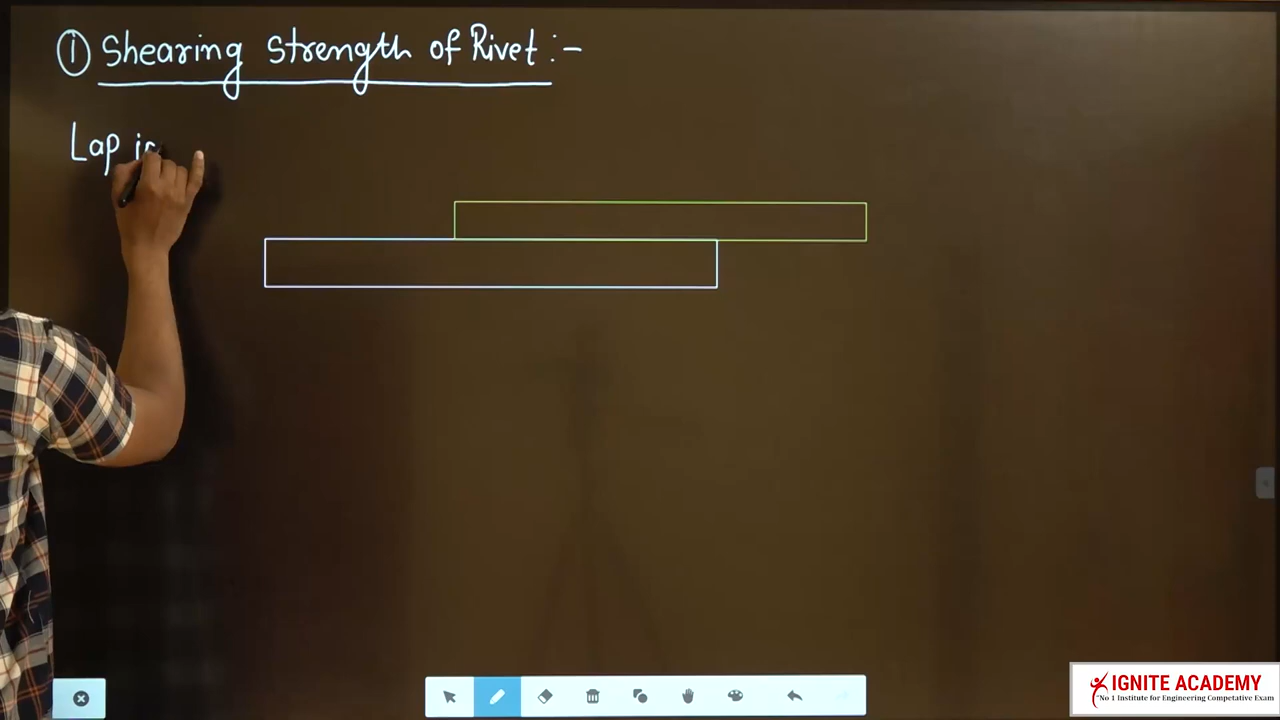 ① Shearing Strength of Rivet :-
Lap
IGNITE ACADEMY
"No 1 Institute for Engineering Competative Exam